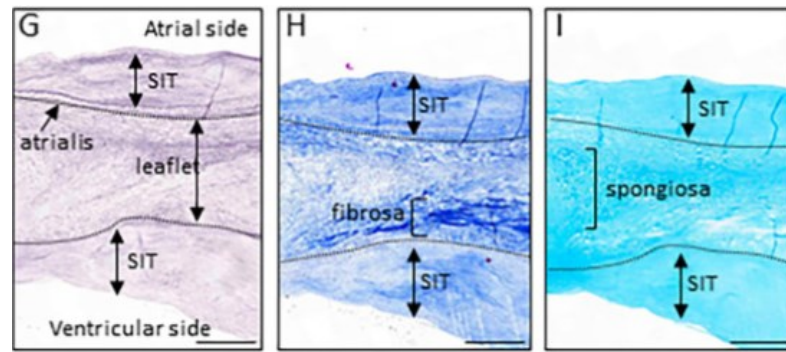 G
Atrial side
SIT
atrialis
leaflet
SIT
Ventricular side
H
SIT
fibrosa
SIT
I
SIT
spongiosa
SIT